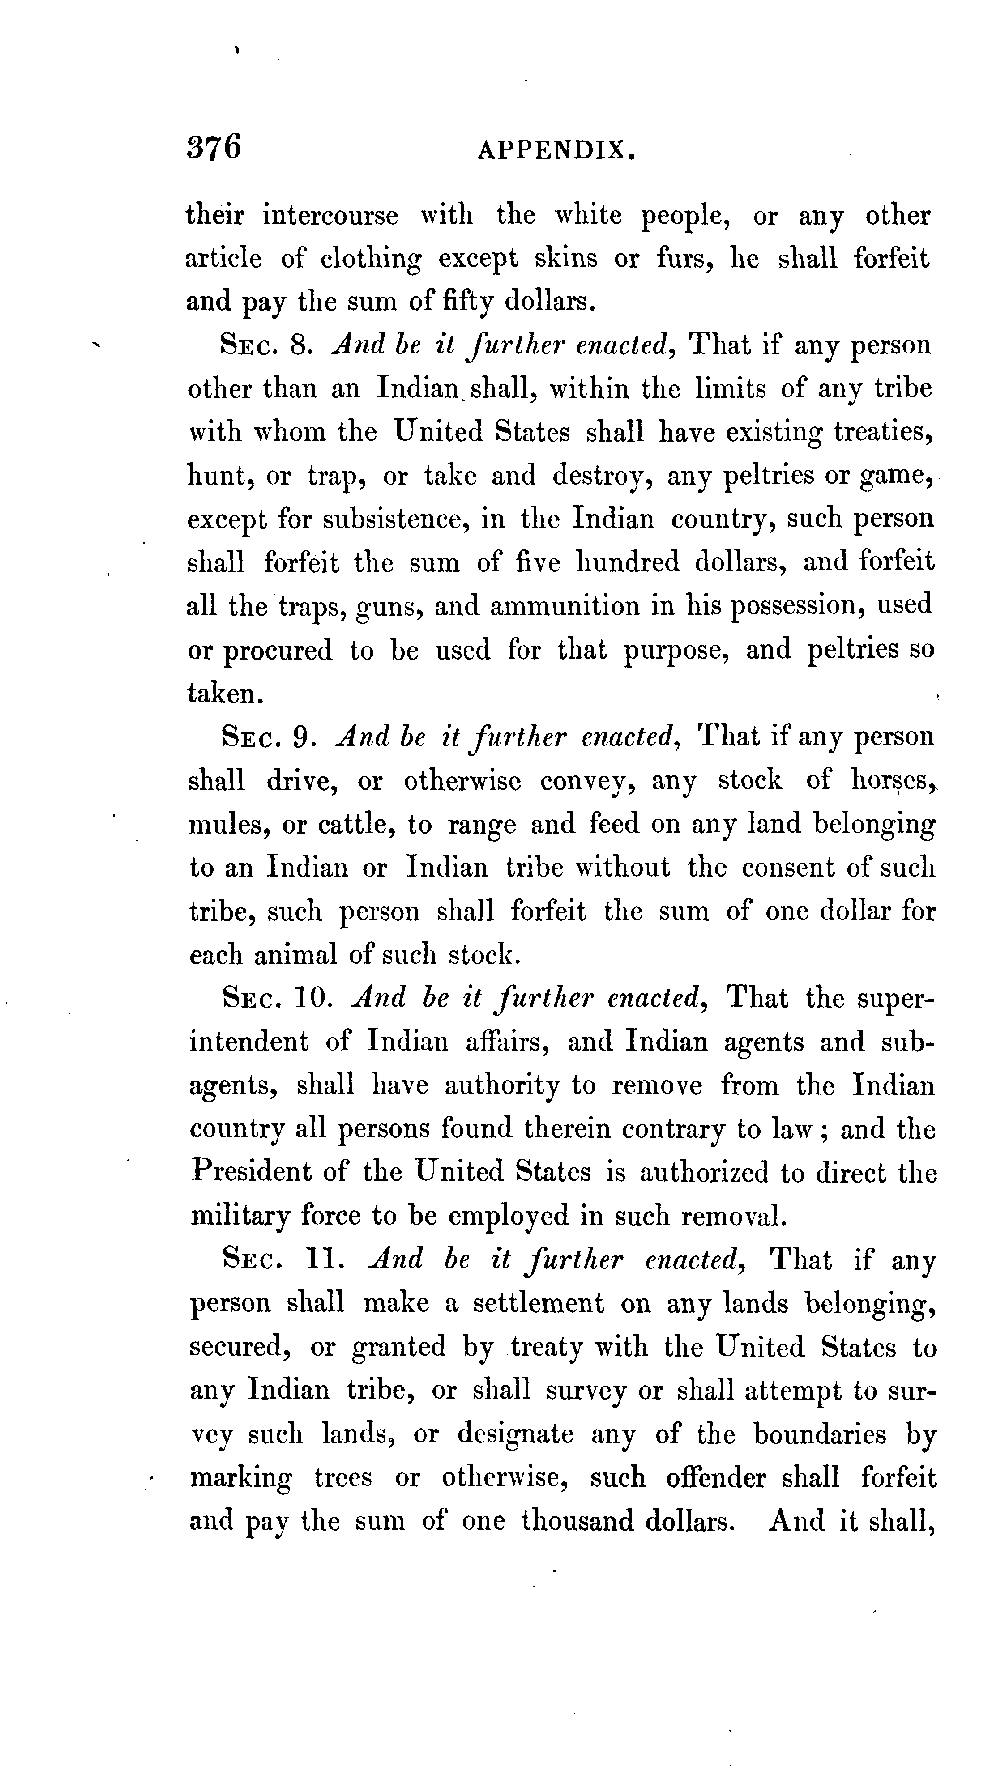 376 APPENDIX.
their intercourse with the white people, or any other
article of clothing except skins or furs, he shall forfeit
and pay the sum of fifty dollars.
SEC. 8. And be it further enacted, That if any person
other than an Indian shall, within the limits of any tribe
with whom the United States shall have existing treaties,
hunt, or trap, or take and destroy, any peltries or game,
except for subsistence, in the Indian country, such person
shall forfeit the sum of five hundred dollars, and forfeit
all the traps, guns, and ammunition in his possession, used
or procured to be used for that purpose, and peltries so
taken.
SEC. 9. And be it further enacted, That if any person
shall drive, or otherwise convey, any stock of horses,
mules, or cattle, to range and feed on any land belonging
to an Indian or Indian tribe without the consent of such
tribe, such person shall forfeit the sum of one dollar for
each animal of such stock.
SEC. 10. And be it further enacted, That the super-
intendent of Indian affairs, and Indian agents and sub-
agents, shall have authority to remove from the Indian
country all persons found therein contrary to law; and the
President of the United States is authorized to direct the
military force to be employed in such removal.
SEC. 11. And be it further enacted, That if any
person shall make a settlement on any lands belonging,
secured, or granted by treaty with the United States to
any Indian tribe, or shall survey or shall attempt to sur-
vey such lands, or designate any of the boundaries by
marking trees or otherwise, such offender shall forfeit
and pay the sum of one thousand dollars. And it shall,